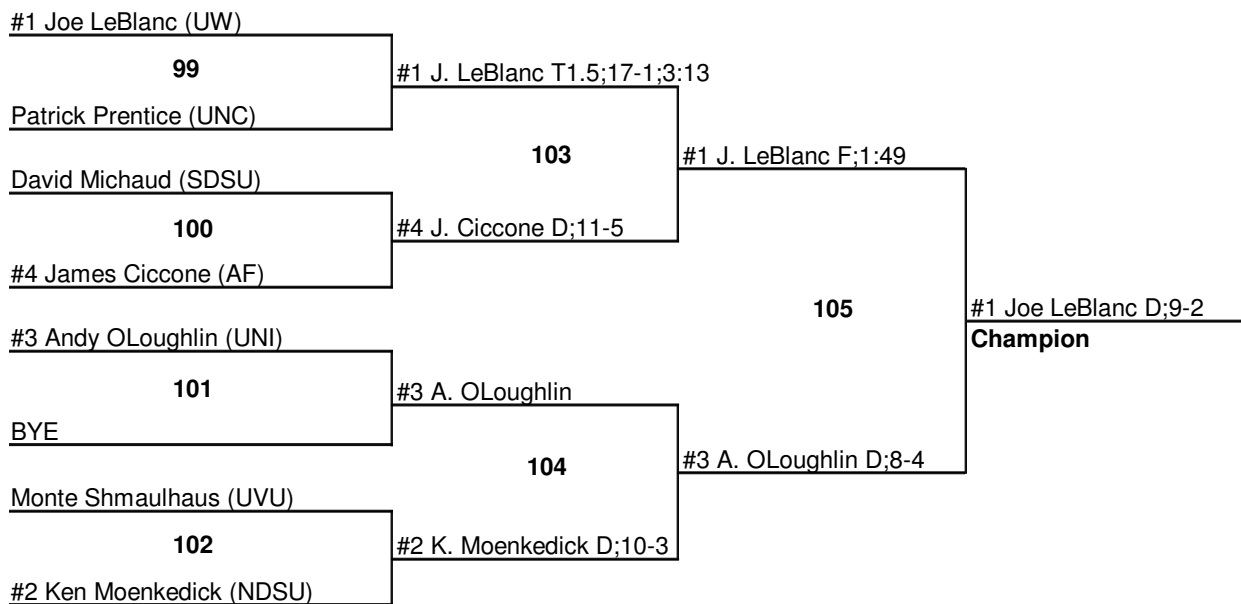 #1 Joe LeBlanc (UW)
99
#1 J. LeBlanc T1.5;17-1;3:13
Patrick Prentice (UNC)
103
#1 J. LeBlanc F;1:49
David Michaud (SDSU)
100
#4 J. Ciccone D;11-5
#4 James Ciccone (AF)
105
#1 Joe LeBlanc D;9-2
Champion
#3 Andy OLoughlin (UNI)
101
#3 A. OLoughlin
BYE
104
#3 A. OLoughlin D;8-4
Monte Shmaulhaus (UVU)
102
#2 K. Moenkedick D;10-3
#2 Ken Moenkedick (NDSU)